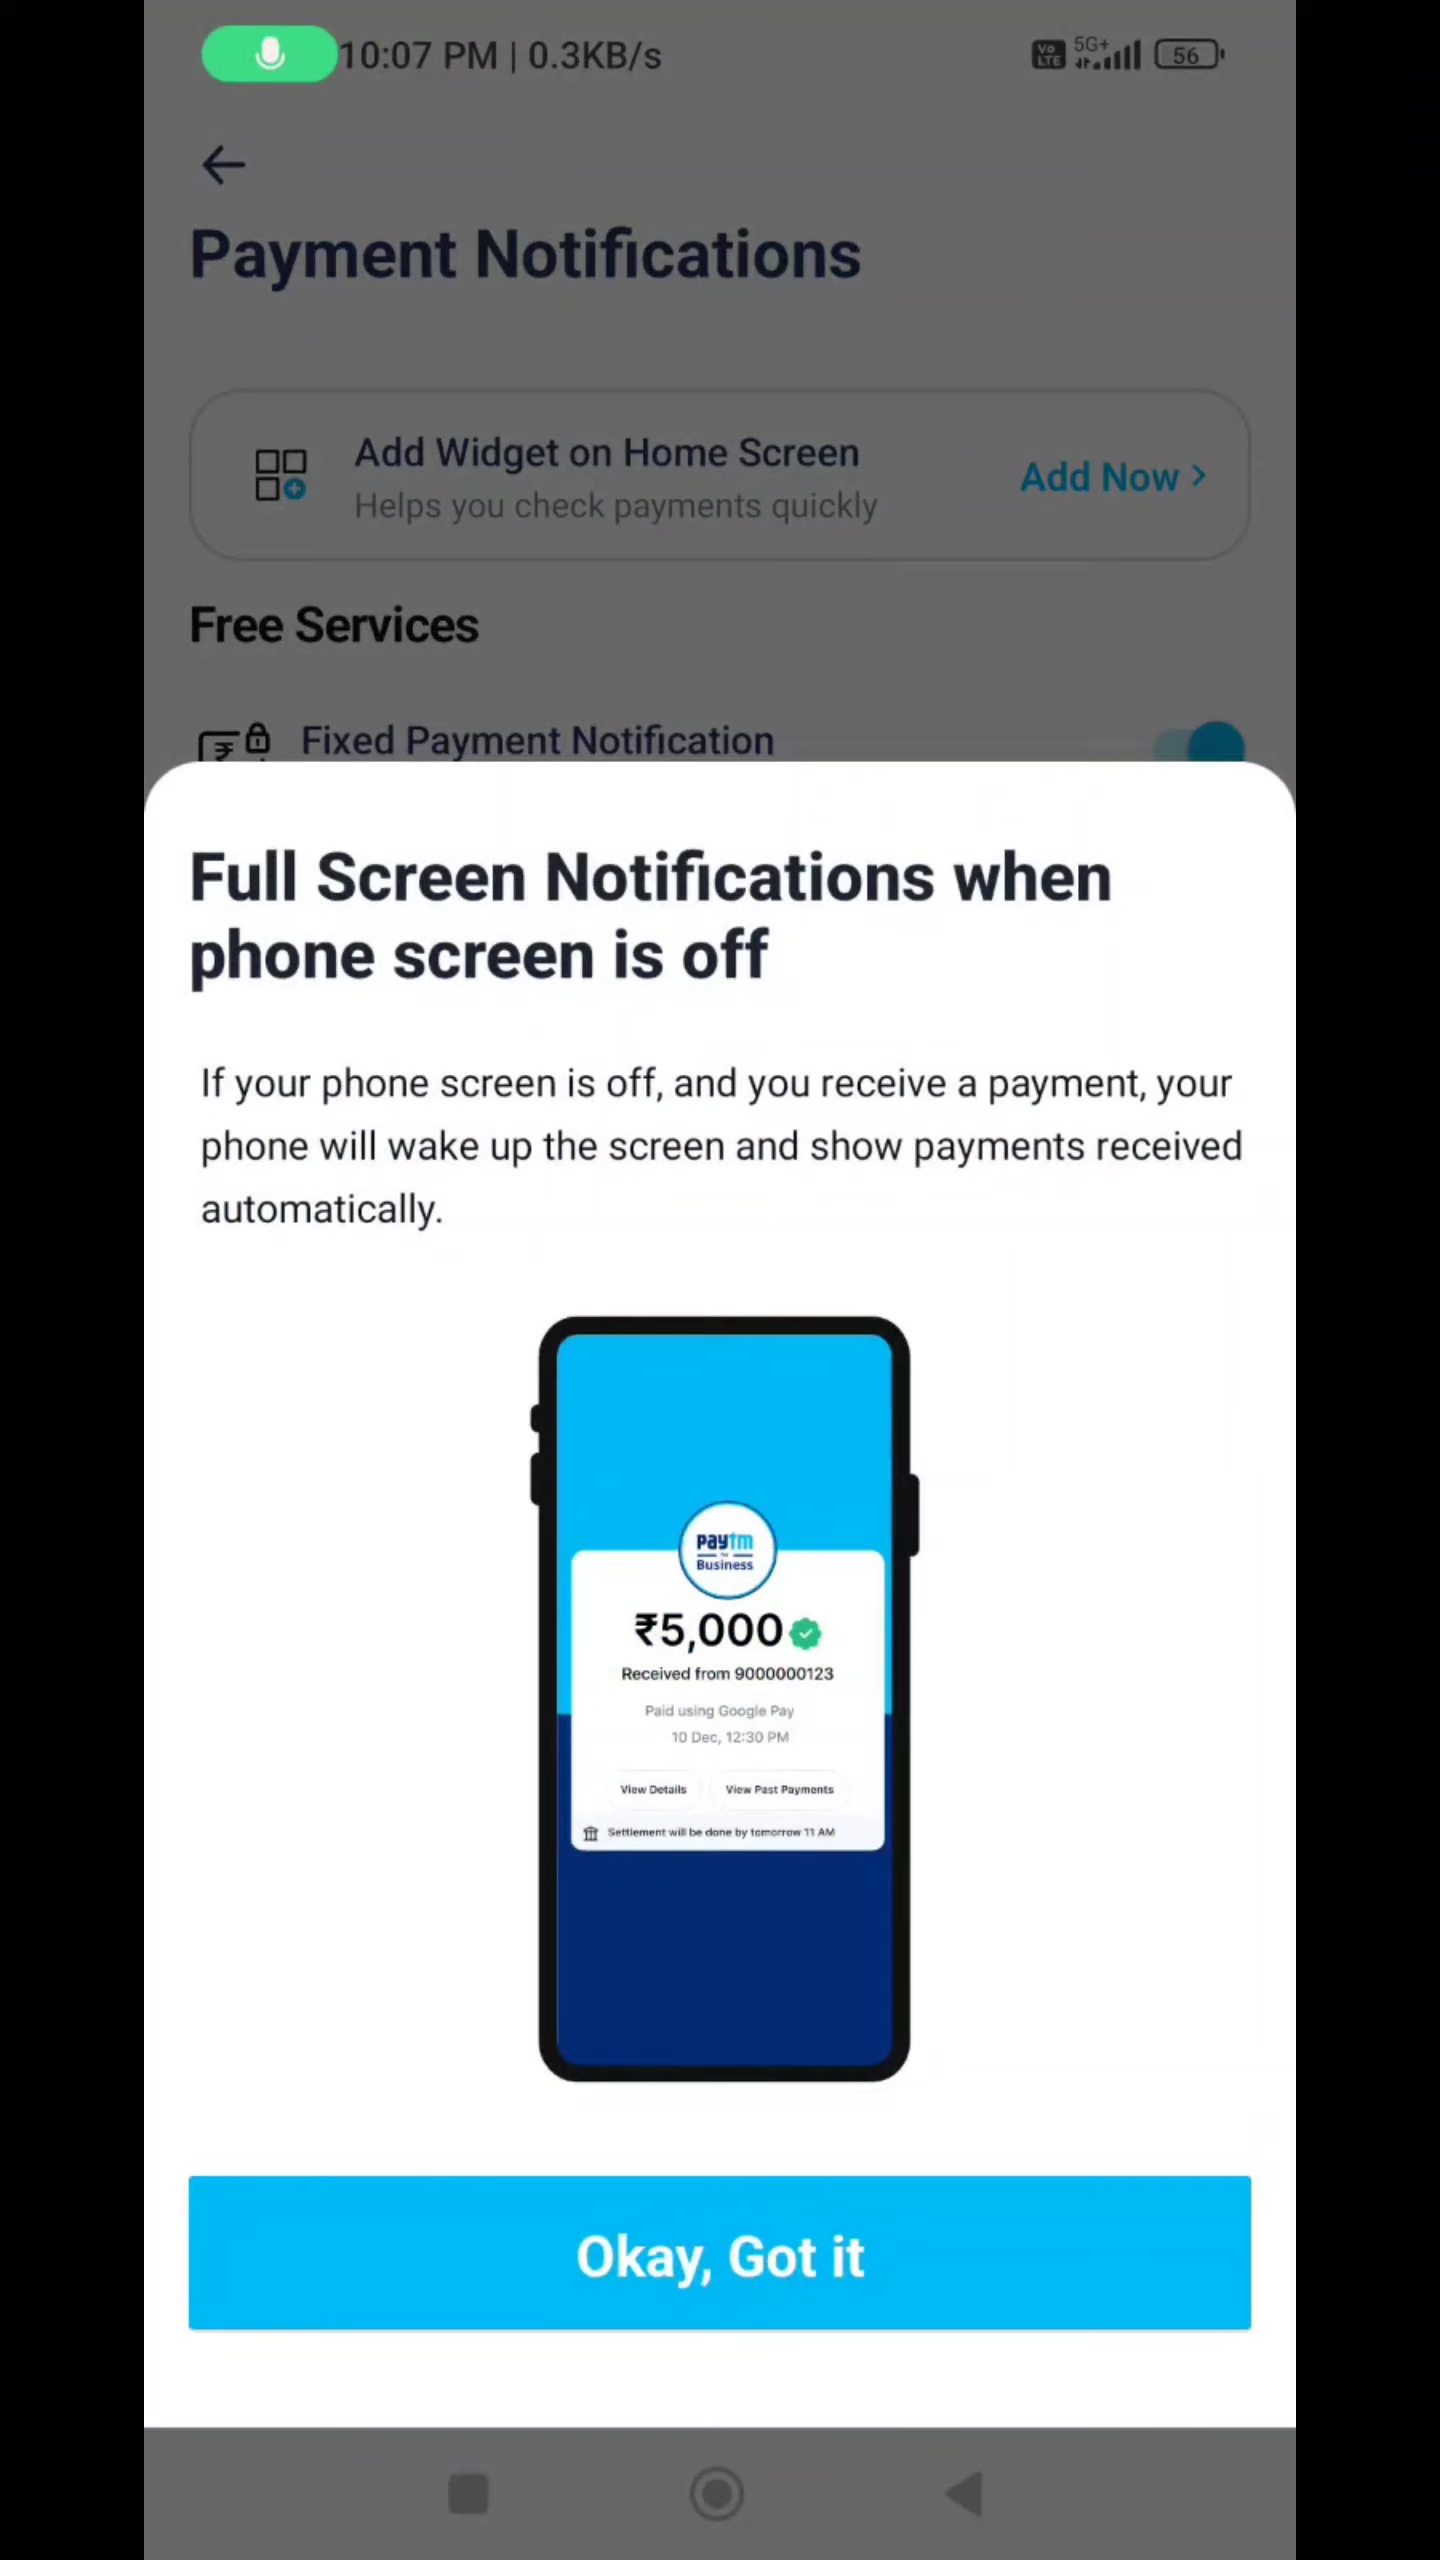 10:07 PM | 0.3KB/s
Vo LTE 5G+ 56
Payment Notifications
Add Widget on Home Screen
Helps you check payments quickly
Add Now >
Free Services
Fixed Payment Notification
Full Screen Notifications when
phone screen is off
If your phone screen is off, and you receive a payment, your
phone will wake up the screen and show payments received
automatically.
paytm
Business
₹5,000
Received from 9000000123
Paid using Google Pay
10 Dec, 12:30 PM
View Details View Past Payments
Settlement will be done by tomorrow 11 AM
Okay, Got it